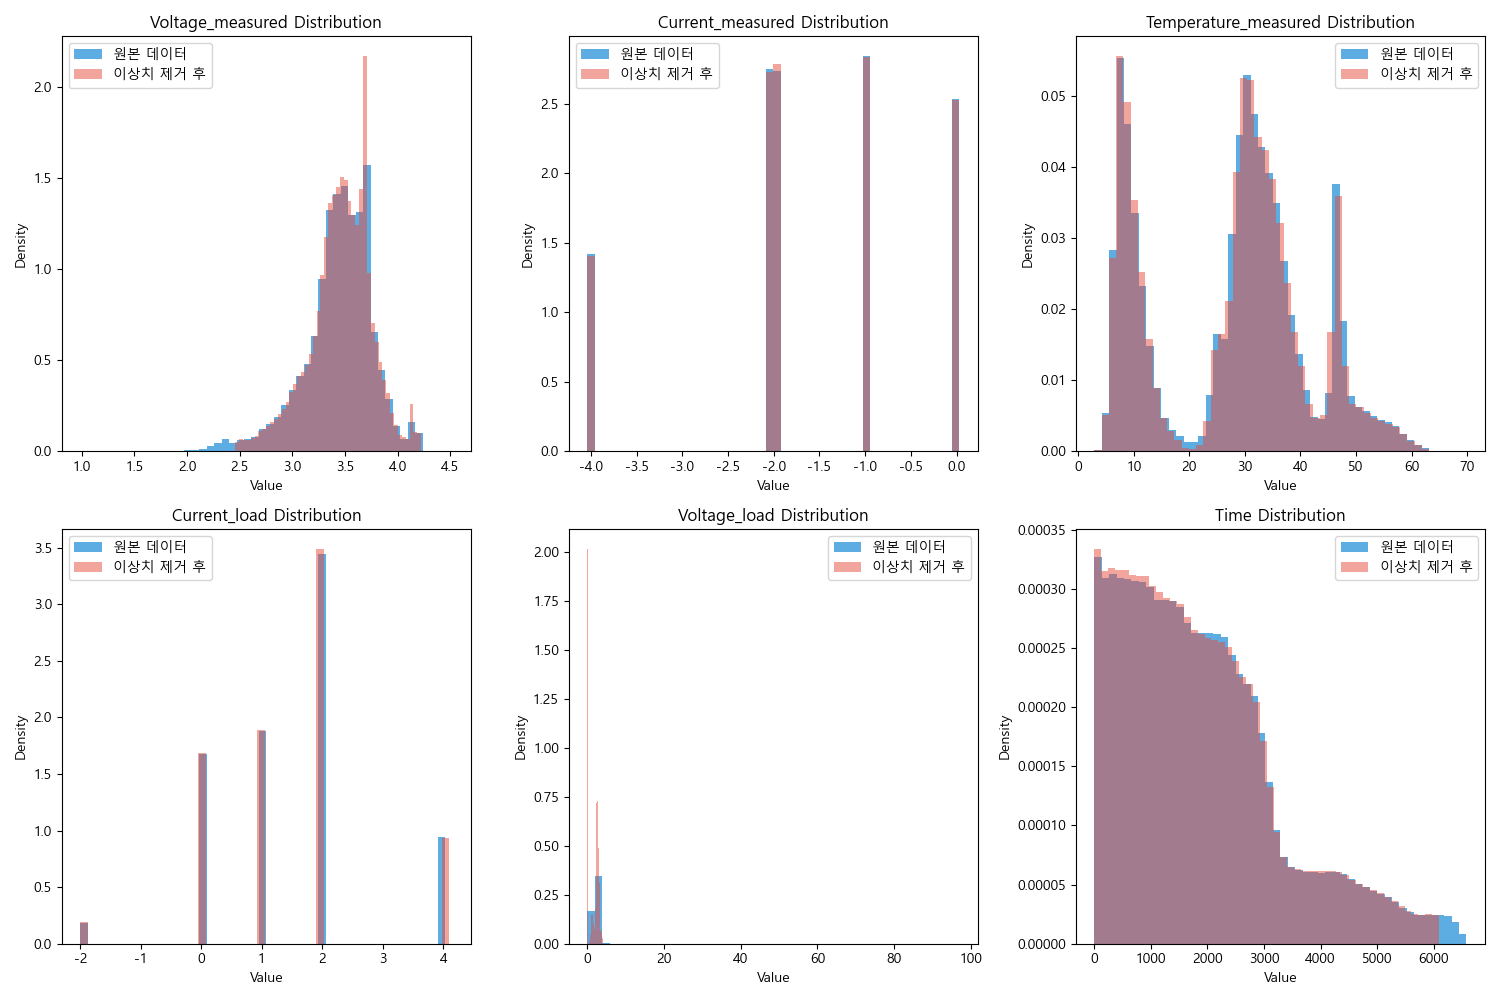 Voltage_measured Distribution
원본 데이터
이상치 제거 후
2.0
1.5
1.0
0.5
0.0
Density
1.0 1.5 2.0 2.5 3.0 3.5 4.0 4.5
Value
Current_measured Distribution
원본 데이터
이상치 제거 후
2.5
2.0
1.5
1.0
0.5
0.0
Density
-4.0 -3.5 -3.0 -2.5 -2.0 -1.5 -1.0 -0.5 0.0
Value
Temperature_measured Distribution
원본 데이터
이상치 제거 후
0.05
0.04
0.03
0.02
0.01
0.00
Density
0 10 20 30 40 50 60 70
Value
Current_load Distribution
원본 데이터
이상치 제거 후
3.5
3.0
2.5
2.0
1.5
1.0
0.5
0.0
Density
-2 -1 0 1 2 3 4
Value
Voltage_load Distribution
원본 데이터
이상치 제거 후
2.00
1.75
1.50
1.25
1.00
0.75
0.50
0.25
0.00
Density
0 20 40 60 80 100
Value
Time Distribution
원본 데이터
이상치 제거 후
0.00035
0.00030
0.00025
0.00020
0.00015
0.00010
0.00005
0.00000
Density
0 1000 2000 3000 4000 5000 6000
Value